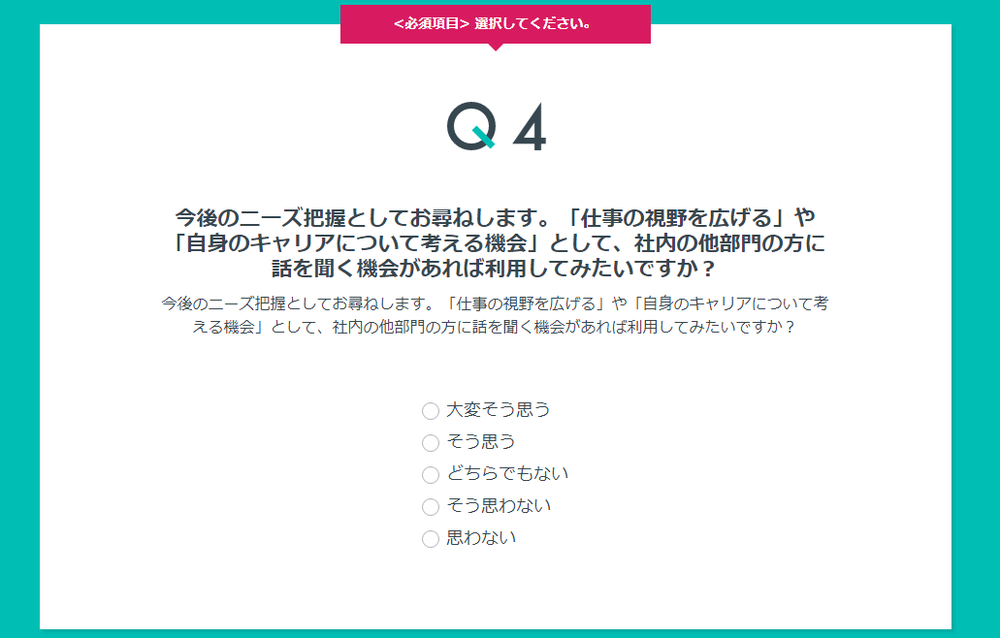 <必須項目> 選択してください。
Q 4
今後のニーズ把握としてお尋ねします。「仕事の視野を広げる」や
「自身のキャリアについて考える機会」として、社内の他部門の方に
話を聞く機会があれば利用してみたいですか？
今後のニーズ把握としてお尋ねします。「仕事の視野を広げる」や「自身のキャリアについて考
える機会」として、社内の他部門の方に話を聞く機会があれば利用してみたいですか？
大変そう思う
そう思う
どちらでもない
そう思わない
思わない